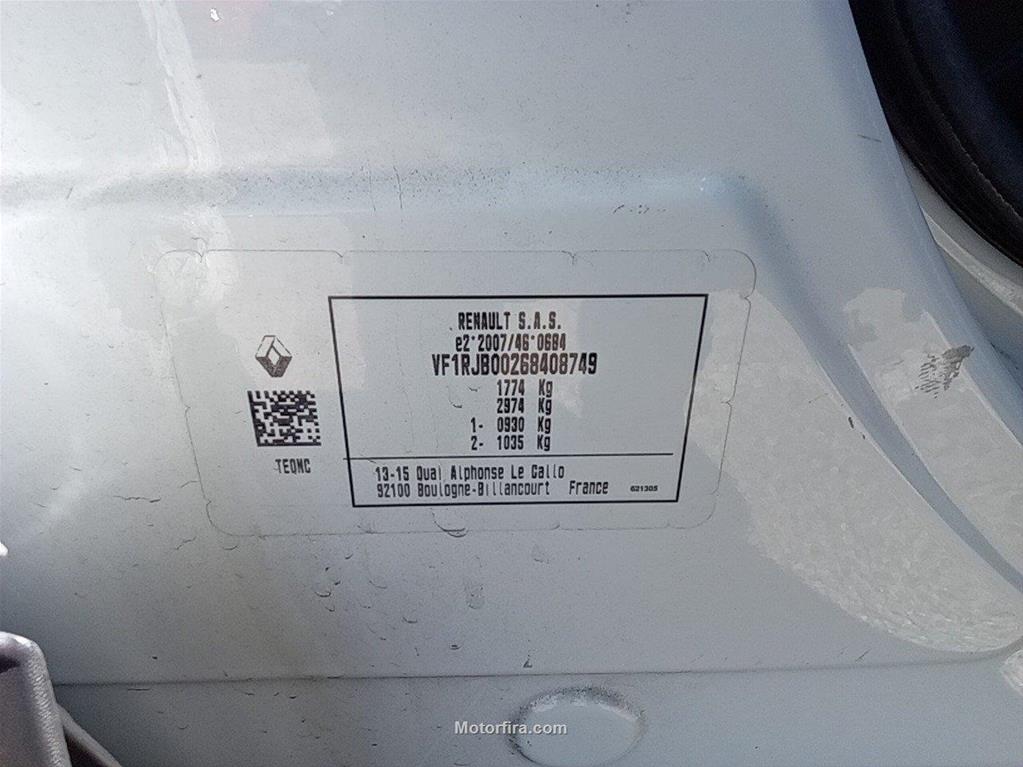 RENAULT S.A.S.
e2*2007/46*0684
VF1RJB00268408749
1774 Kg
2974 Kg
1- 0930 Kg
2- 1035 Kg
TEQMC
13-15 Quai Alphonse Le Gallo
92100 Boulogne-Billancourt France 621305
Motorfira.com